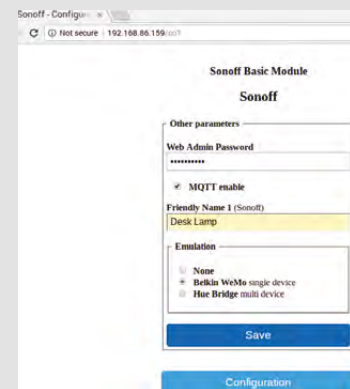 Sonoff - Configur
Not secure | 192.168.86.159/co?
Sonoff Basic Module
Sonoff
Other parameters
Web Admin Password
••••••••••
MQTT enable
Friendly Name 1 (Sonoff)
Desk Lamp
Emulation
None
Belkin WeMo single device
Hue Bridge multi device
Save
Configuration